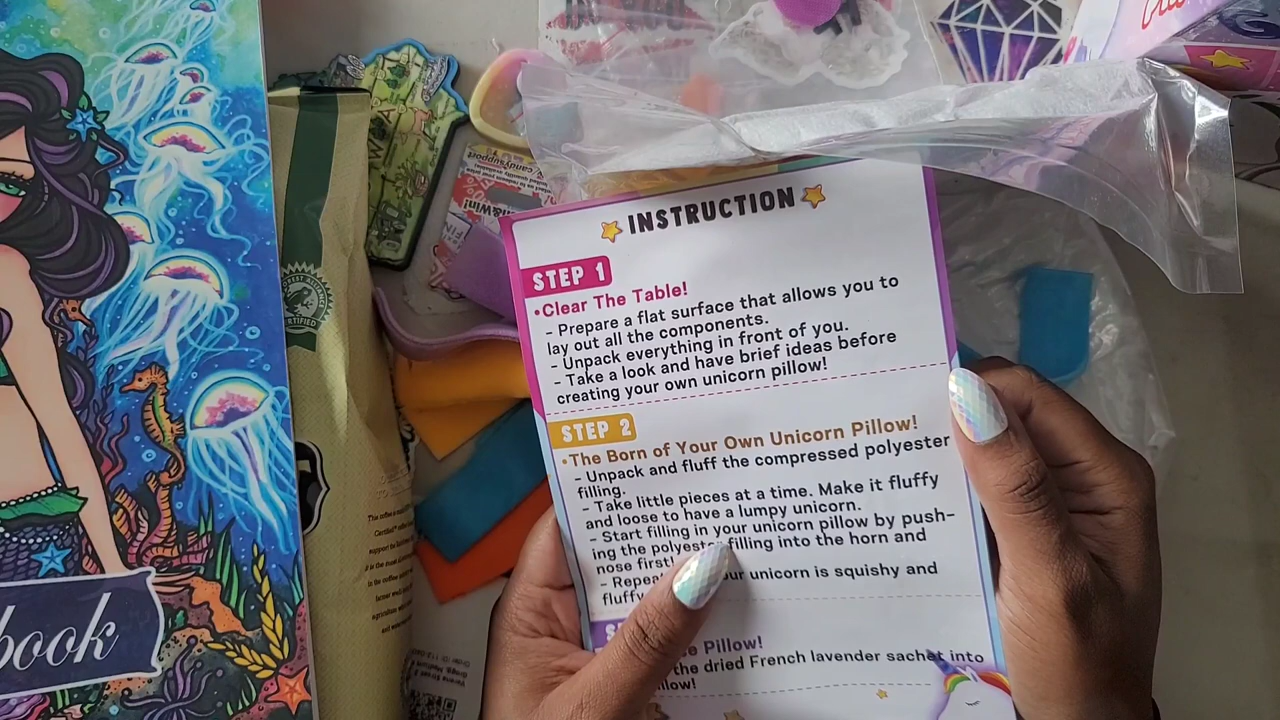 INSTRUCTION
STEP 1
•Clear The Table!
- Prepare a flat surface that allows you to
lay out all the components.
- Unpack everything in front of you.
- Take a look and have brief ideas before
creating your own unicorn pillow!
STEP 2
•The Born of Your Own Unicorn Pillow!
- Unpack and fluff the compressed polyester
filling.
- Take little pieces at a time. Make it fluffy
and loose to have a lumpy unicorn.
- Start filling in your unicorn pillow by push-
ing the polyester filling into the horn and
nose first!
unicorn is squishy and
fluffy
Pillow!
the dried French lavender sachet into
book
CERTIFIED
&Win!